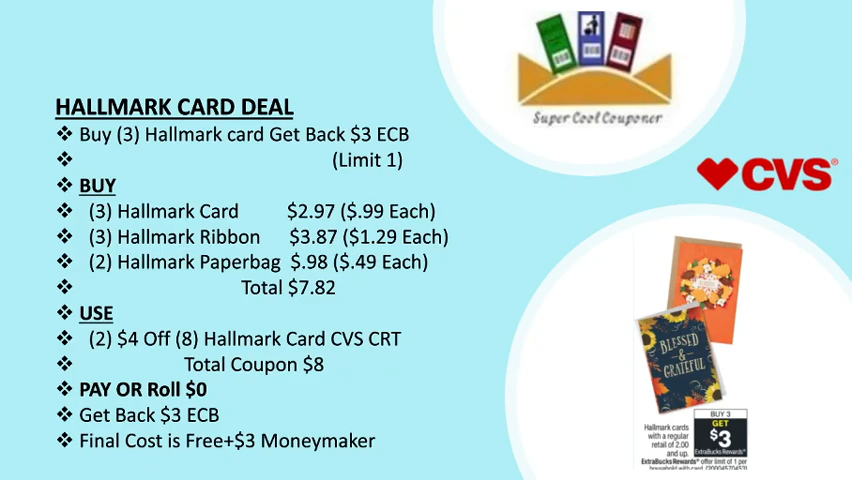 Super Cool Couponer
HALLMARK CARD DEAL
❖ Buy (3) Hallmark card Get Back $3 ECB
❖ (Limit 1)
❖ BUY
❖ (3) Hallmark Card $2.97 ($.99 Each)
❖ (3) Hallmark Ribbon $3.87 ($1.29 Each)
❖ (2) Hallmark Paperbag $.98 ($.49 Each)
❖ Total $7.82
❖ USE
❖ (2) $4 Off (8) Hallmark Card CVS CRT
❖ Total Coupon $8
❖ PAY OR Roll $0
❖ Get Back $3 ECB
❖ Final Cost is Free+$3 Moneymaker
CVS®
BLESSED
&
GRATEFUL
BUY 3
GET
$3
ExtraBucks Rewards®
Hallmark cards
with a regular
retail of 2.00
and up.
ExtraBucks Rewards® offer limit of 1 per
household with card.